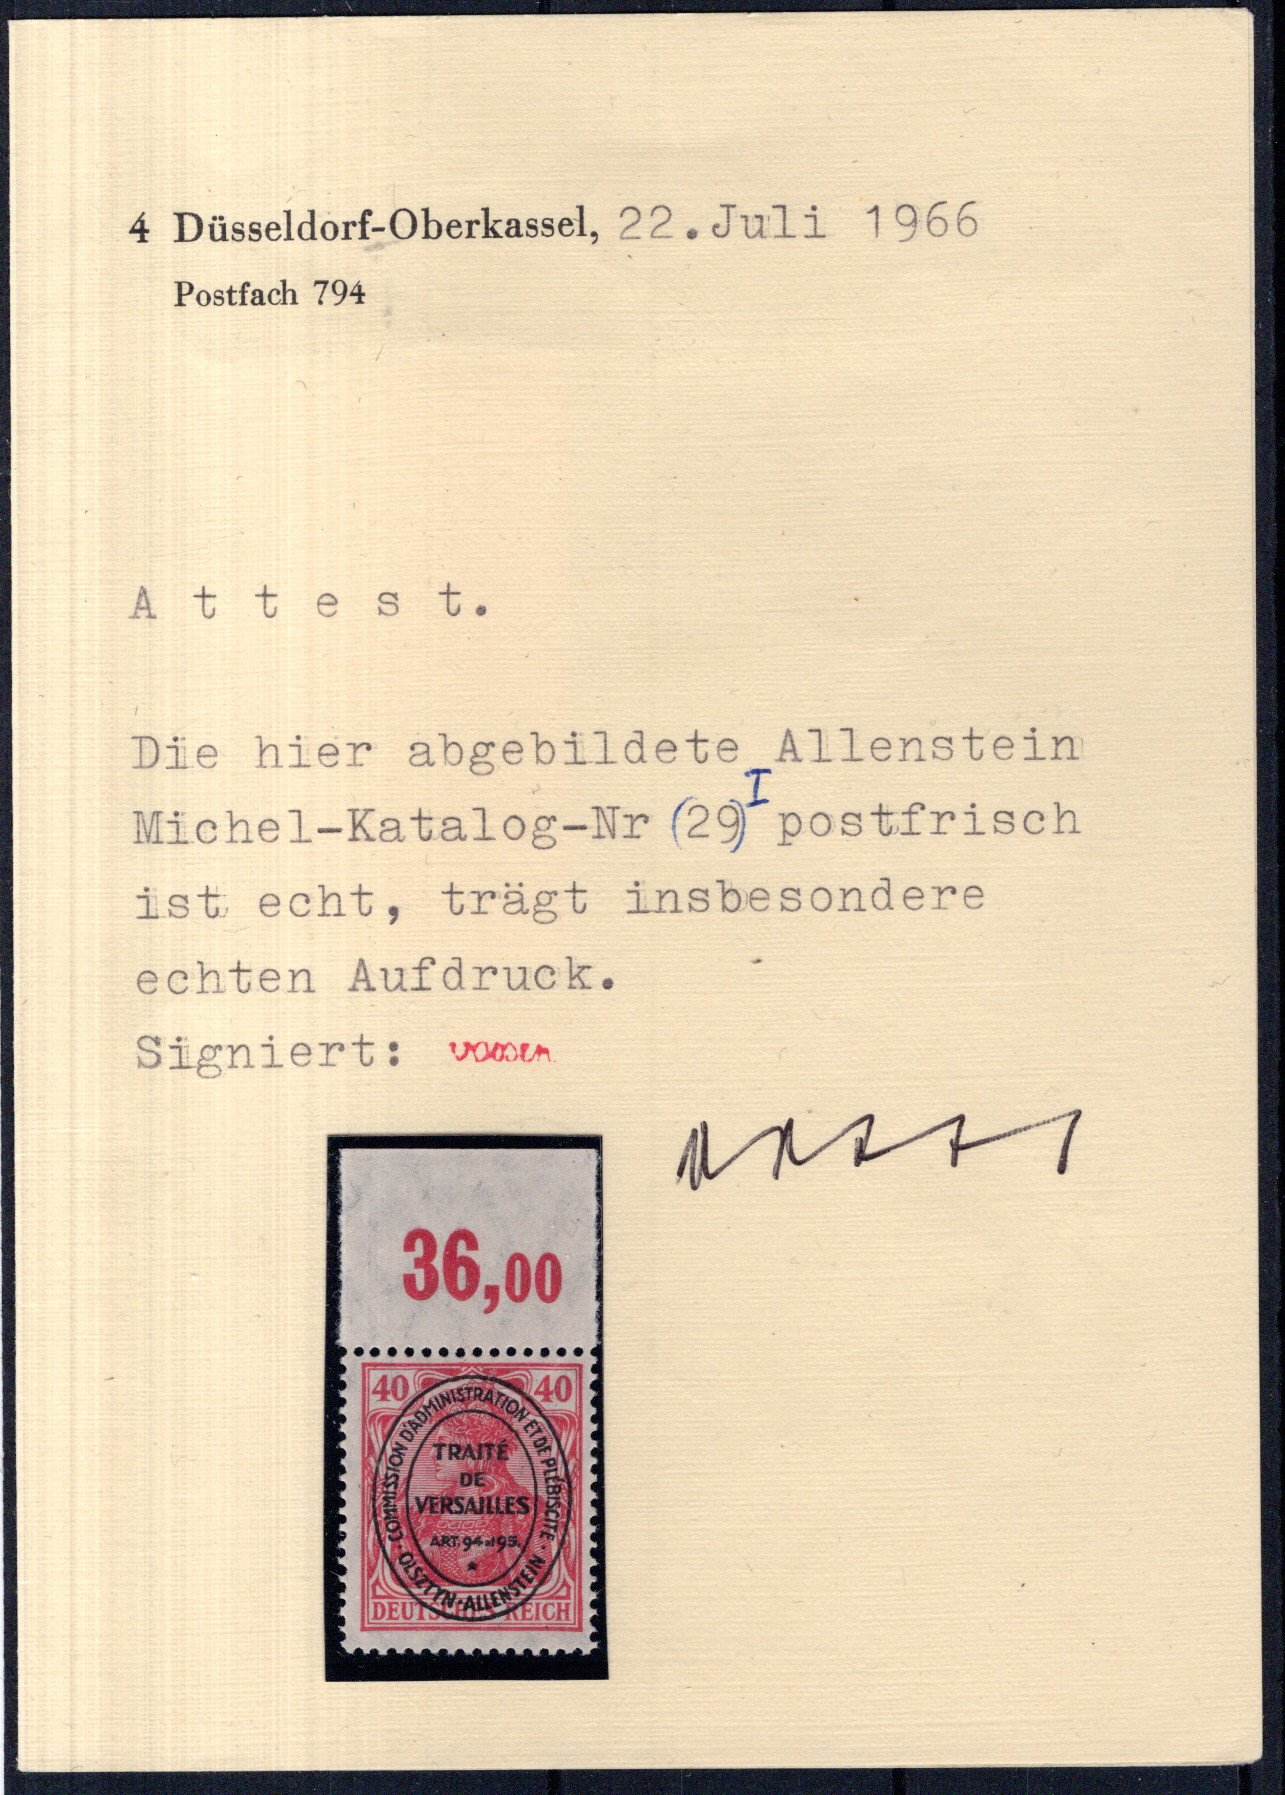 4 Düsseldorf-Oberkassel, 22.Juli 1966
Postfach 794
A t t e s t.
Die hier abgebildete Allenstein
Michel-Katalog-Nr (29) I postfrisch
ist echt, trägt insbesondere
echten Aufdruck.
Signiert:
36,00
40 40
COMMISSION D'ADMINISTRATION ET DE PLÉBISCITE
TRAITÉ
DE
VERSAILLES
ART. 94 et 95
OLSZTYN · ALLENSTEIN
DEUTSCHES REICH